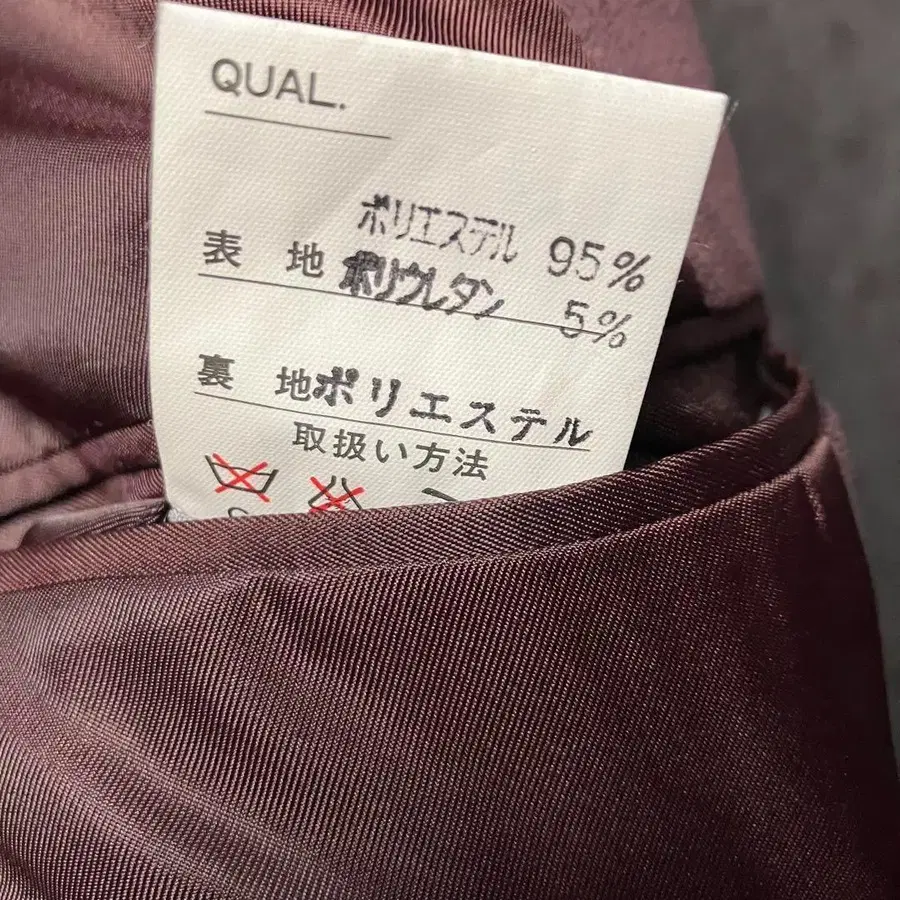 QUAL.
ポリエステル 95%
表 地 ポリウレタン 5%
裏 地 ポリエステル
取扱い方法